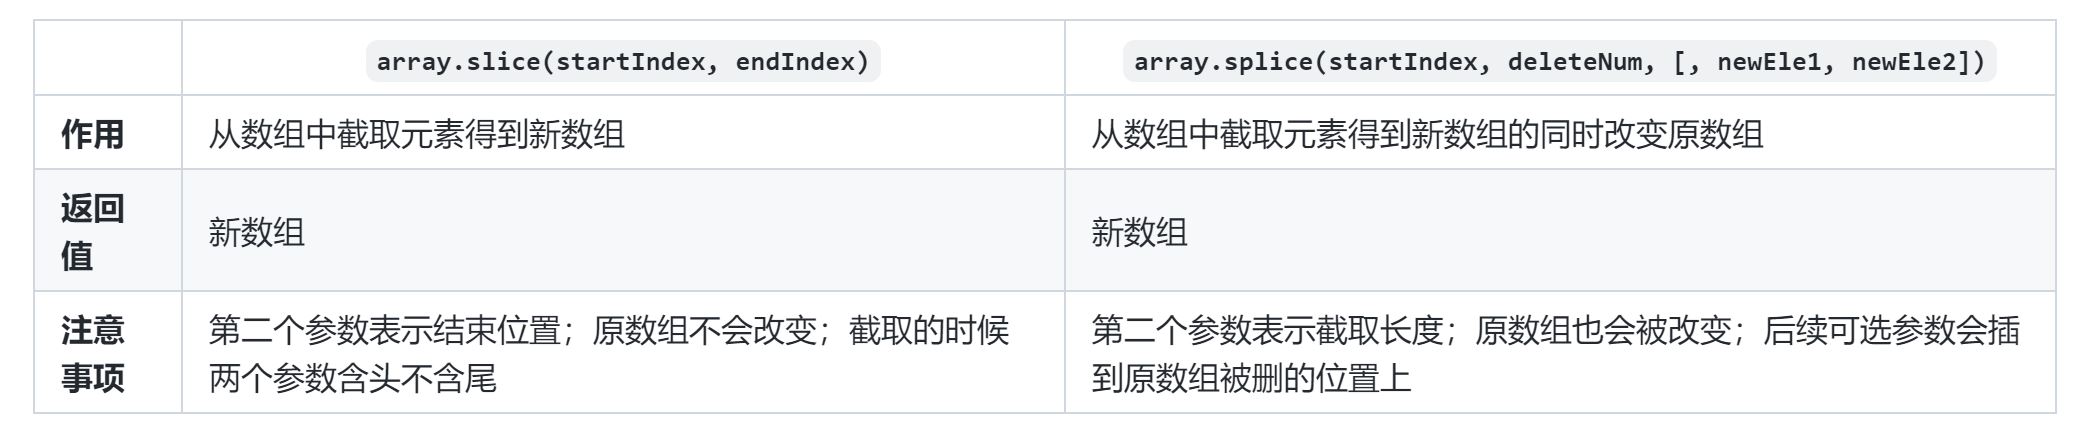 array.slice(startIndex, endIndex)
array.splice(startIndex, deleteNum, [, newEle1, newEle2])
作用
从数组中截取元素得到新数组
从数组中截取元素得到新数组的同时改变原数组
返回
值
新数组
新数组
注意
事项
第二个参数表示结束位置；原数组不会改变；截取的时候
两个参数含头不含尾
第二个参数表示截取长度；原数组也会被改变；后续可选参数会插
到原数组被删的位置上